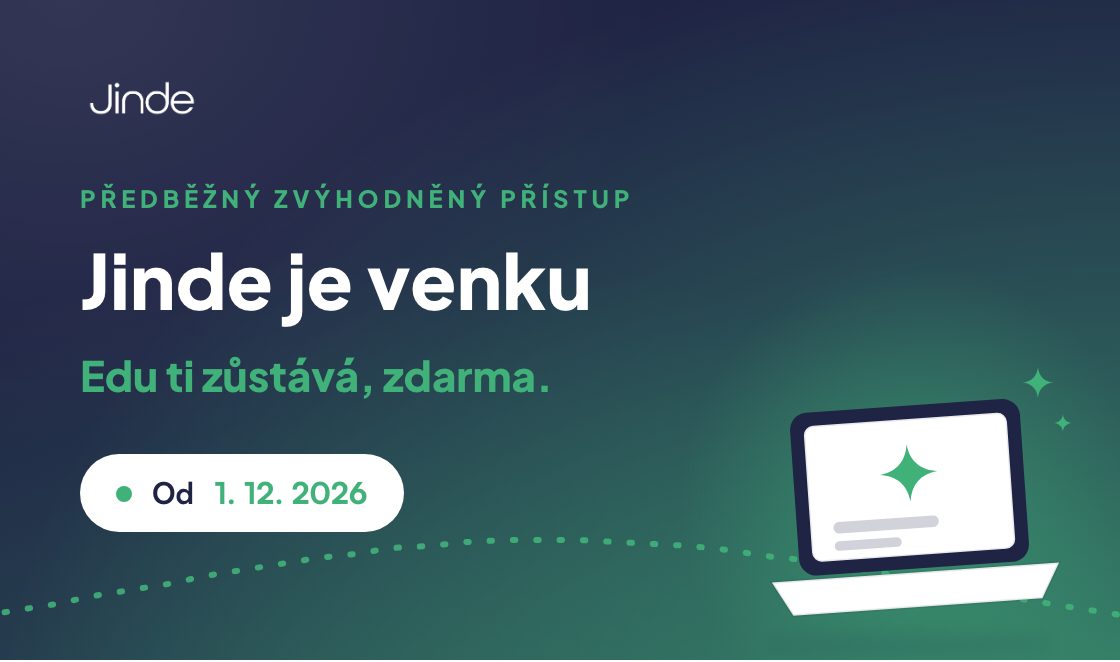 Jinde
PŘEDBĚŽNÝ ZVÝHODNĚNÝ PŘÍSTUP
Jinde je venku
Edu ti zůstává, zdarma.
Od 1. 12. 2026